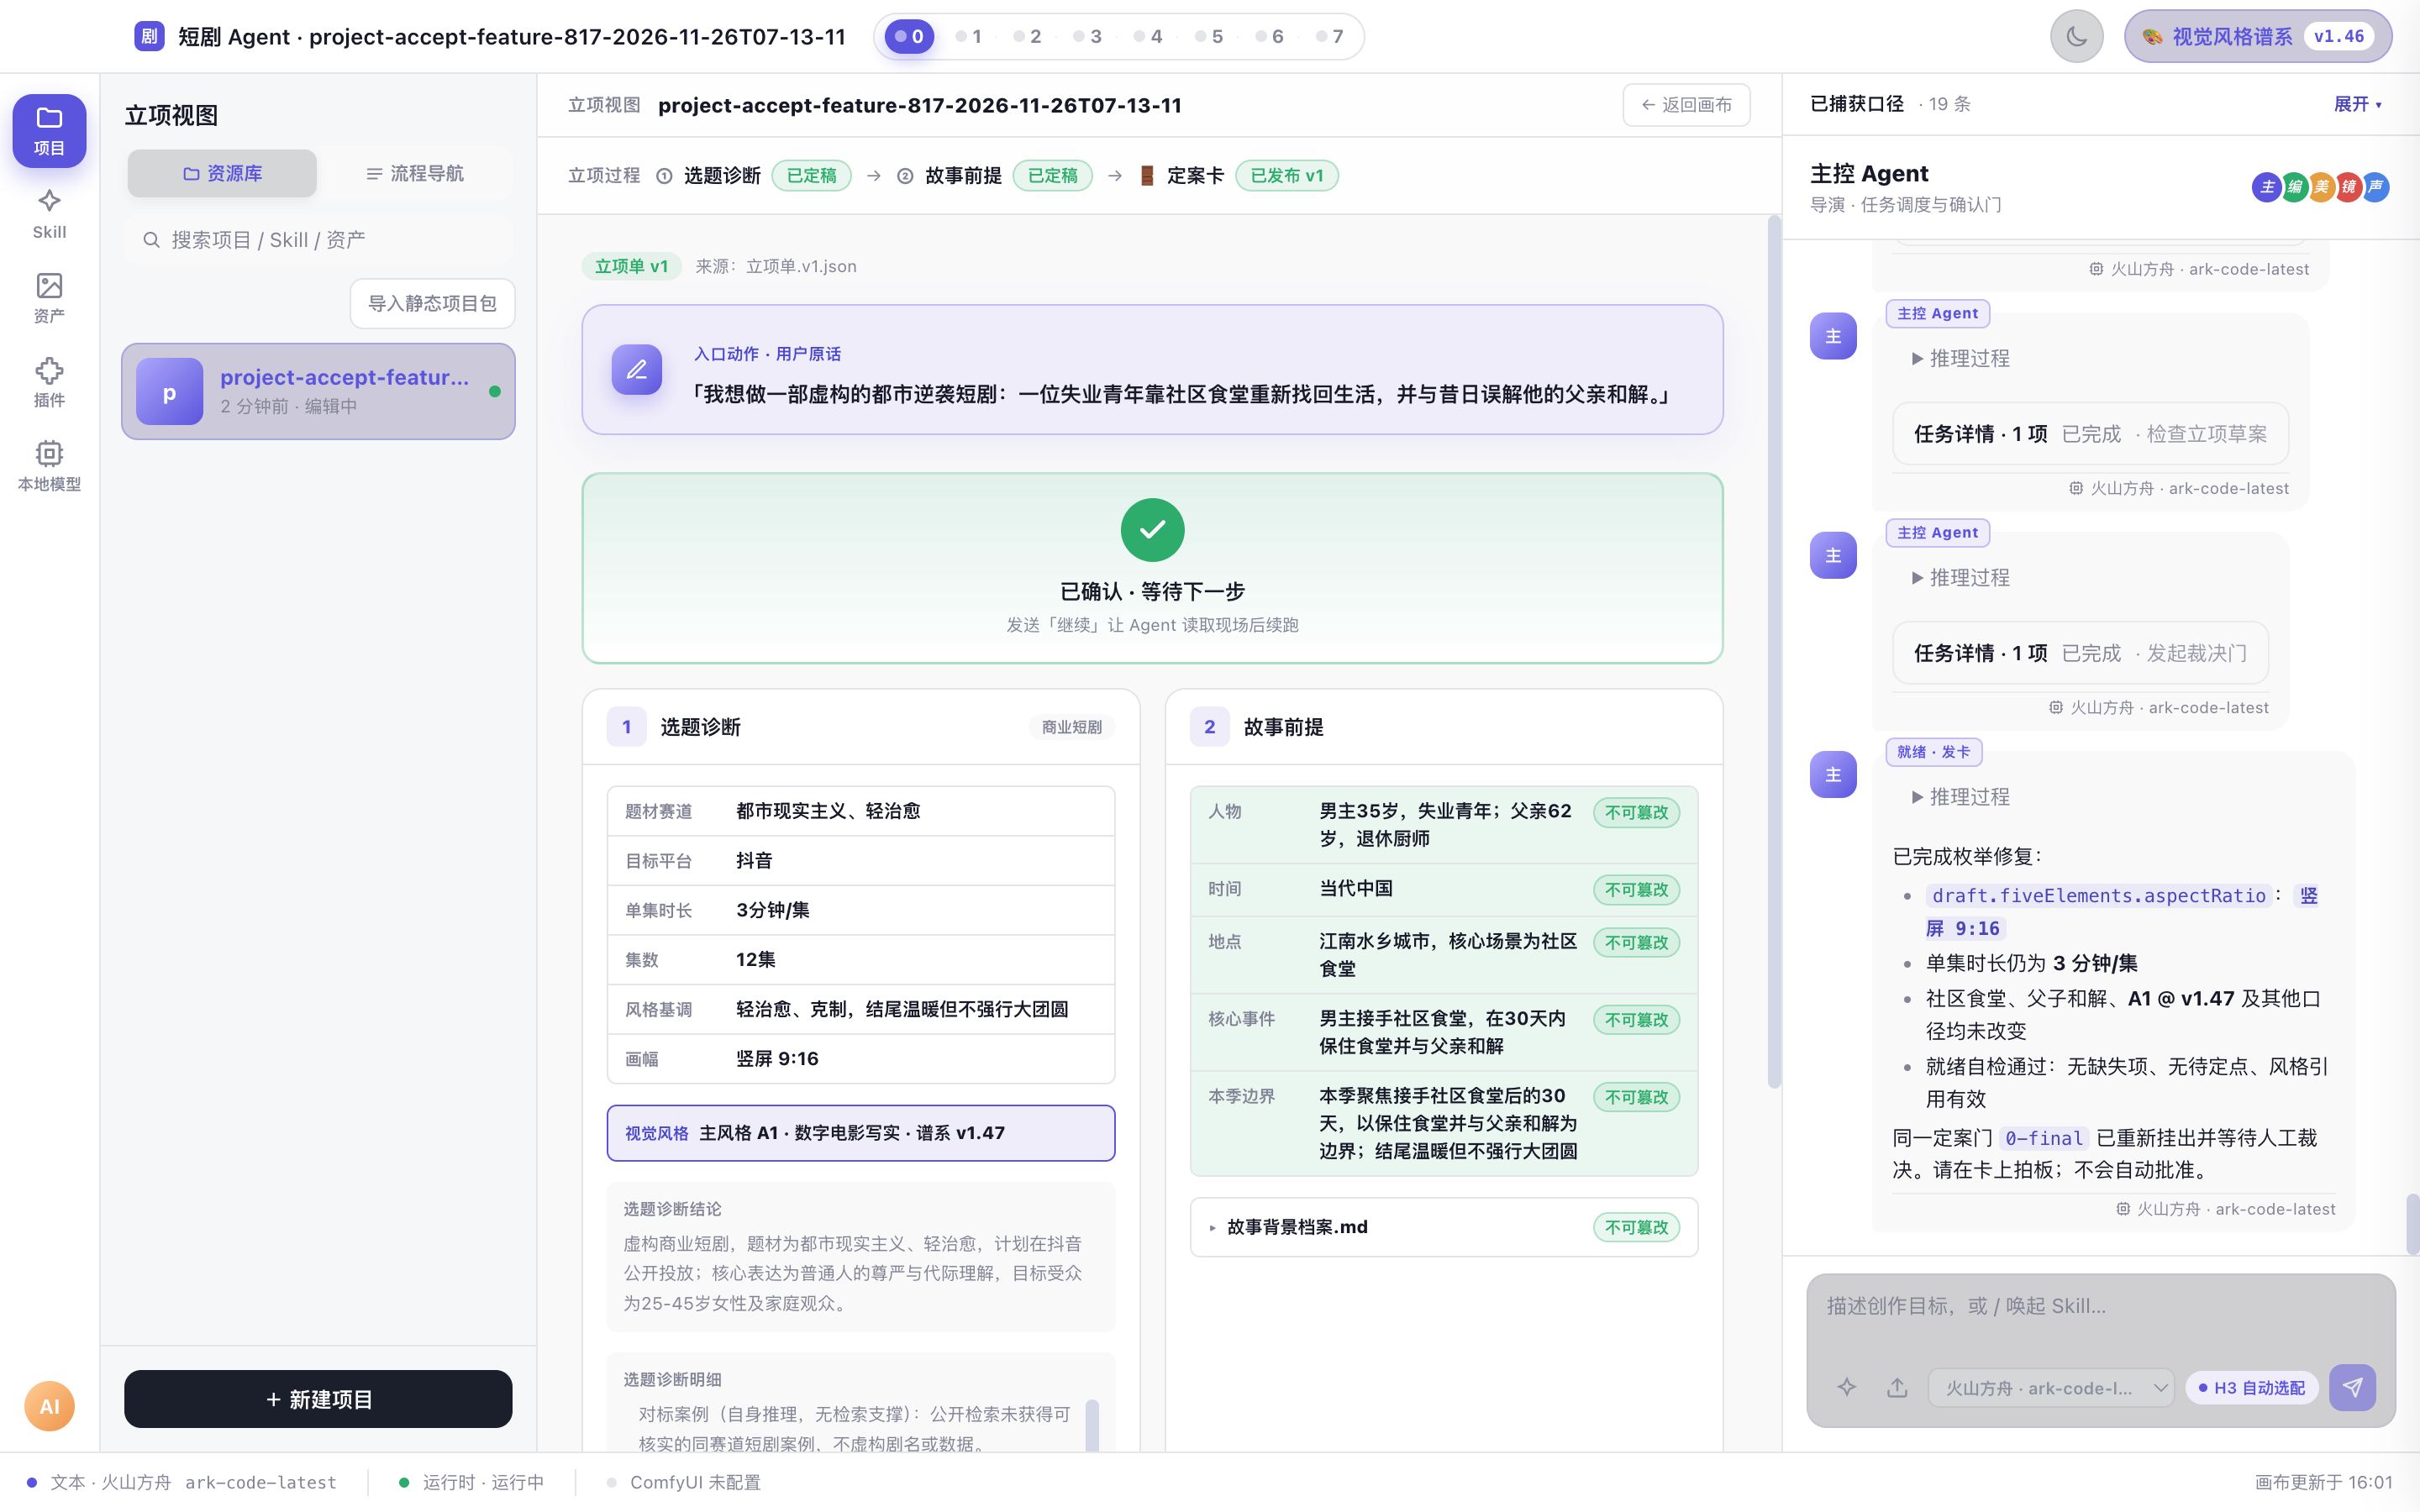 剧 短剧 Agent · project-accept-feature-817-2026-11-26T07-13-11
0 · 1 · 2 · 3 · 4 · 5 · 6 · 7
视觉风格谱系 v1.46
项目
Skill
资产
插件
本地模型
AI
立项视图
资源库 流程导航
搜索项目 / Skill / 资产
导入静态项目包
p
project-accept-featur...
2 分钟前 · 编辑中
+ 新建项目
立项视图 project-accept-feature-817-2026-11-26T07-13-11
← 返回画布
立项过程 ① 选题诊断 已定稿 → ② 故事前提 已定稿 → 定案卡 已发布 v1
立项单 v1 来源：立项单.v1.json
入口动作 · 用户原话
「我想做一部虚构的都市逆袭短剧：一位失业青年靠社区食堂重新找回生活，并与昔日误解他的父亲和解。」
已确认 · 等待下一步
发送「继续」让 Agent 读取现场后续跑
1 选题诊断 商业短剧
题材赛道 都市现实主义、轻治愈
目标平台 抖音
单集时长 3分钟/集
集数 12集
风格基调 轻治愈、克制，结尾温暖但不强行大团圆
画幅 竖屏 9:16
视觉风格 主风格 A1 · 数字电影写实 · 谱系 v1.47
选题诊断结论
虚构商业短剧，题材为都市现实主义、轻治愈，计划在抖音
公开投放；核心表达为普通人的尊严与代际理解，目标受众
为25-45岁女性及家庭观众。
选题诊断明细
对标案例（自身推理，无检索支撑）：公开检索未获得可
核实的同赛道短剧案例，不虚构剧名或数据。
2 故事前提
人物 男主35岁，失业青年；父亲62 不可篡改
岁，退休厨师
时间 当代中国 不可篡改
地点 江南水乡城市，核心场景为社区 不可篡改
食堂
核心事件 男主接手社区食堂，在30天内 不可篡改
保住食堂并与父亲和解
本季边界 本季聚焦接手社区食堂后的30 不可篡改
天，以保住食堂并与父亲和解为
边界；结尾温暖但不强行大团圆
▸ 故事背景档案.md 不可篡改
已捕获口径 · 19 条 展开 ▾
主控 Agent
导演 · 任务调度与确认门
主 编 美 镜 声
火山方舟 · ark-code-latest
主 主控 Agent
▶ 推理过程
任务详情 · 1 项 已完成 · 检查立项草案
火山方舟 · ark-code-latest
主 主控 Agent
▶ 推理过程
任务详情 · 1 项 已完成 · 发起裁决门
火山方舟 · ark-code-latest
主 就绪 · 发卡
▶ 推理过程
已完成枚举修复：
• draft.fiveElements.aspectRatio：竖
屏 9:16
• 单集时长仍为 3 分钟/集
• 社区食堂、父子和解、A1 @ v1.47 及其他口
径均未改变
• 就绪自检通过：无缺失项、无待定点、风格引
用有效
同一定案门 0-final 已重新挂出并等待人工裁
决。请在卡上拍板；不会自动批准。
火山方舟 · ark-code-latest
描述创作目标，或 / 唤起 Skill...
火山方舟 · ark-code-l... H3 自动选配
文本 · 火山方舟 ark-code-latest
运行时 · 运行中
ComfyUI 未配置
画布更新于 16:01